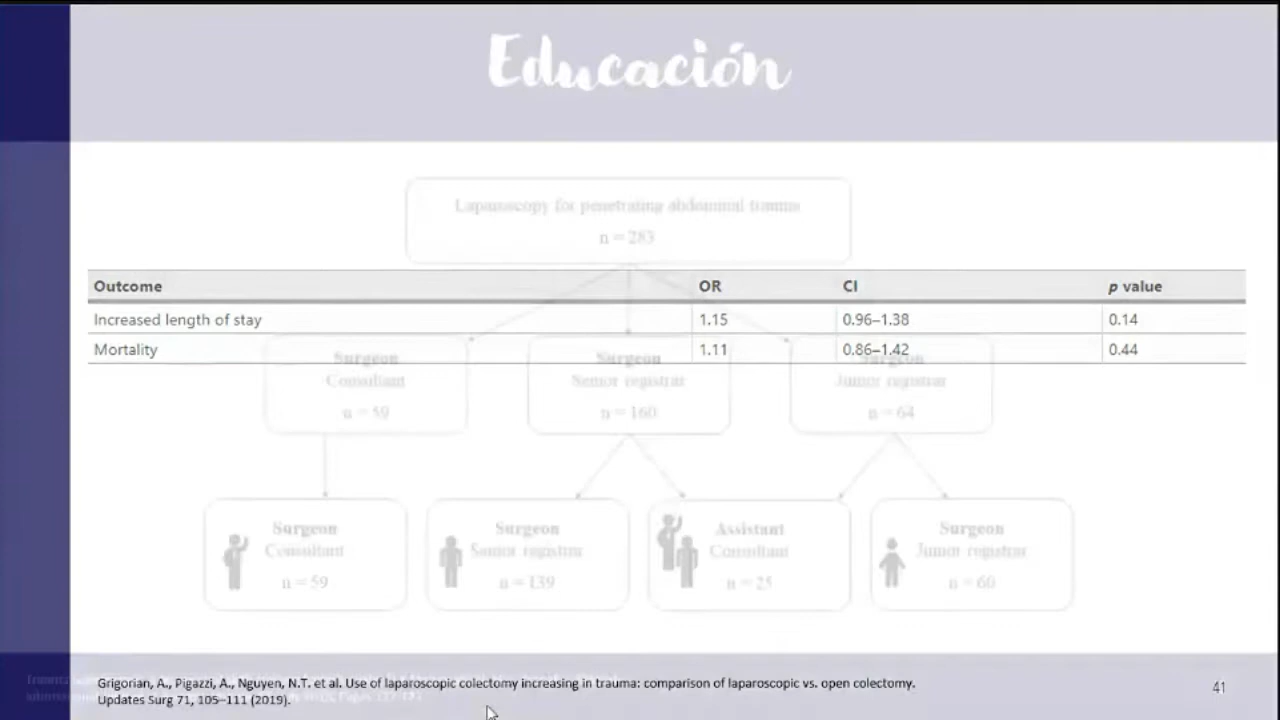 Educación
Laparoscopy for penetrating abdominal trauma
n = 283
Outcome OR CI p value
Increased length of stay 1.15 0.96–1.38 0.14
Mortality 1.11 0.86–1.42 0.44
Surgeon Surgeon Surgeon
Consultant Senior registrar Junior registrar
n = 59 n = 160 n = 64
Surgeon Surgeon Assistant Surgeon
Consultant Senior registrar Consultant Junior registrar
n = 59 n = 139 n = 25 n = 60
Grigorian, A., Pigazzi, A., Nguyen, N.T. et al. Use of laparoscopic colectomy increasing in trauma: comparison of laparoscopic vs. open colectomy.
Updates Surg 71, 105–111 (2019).
41